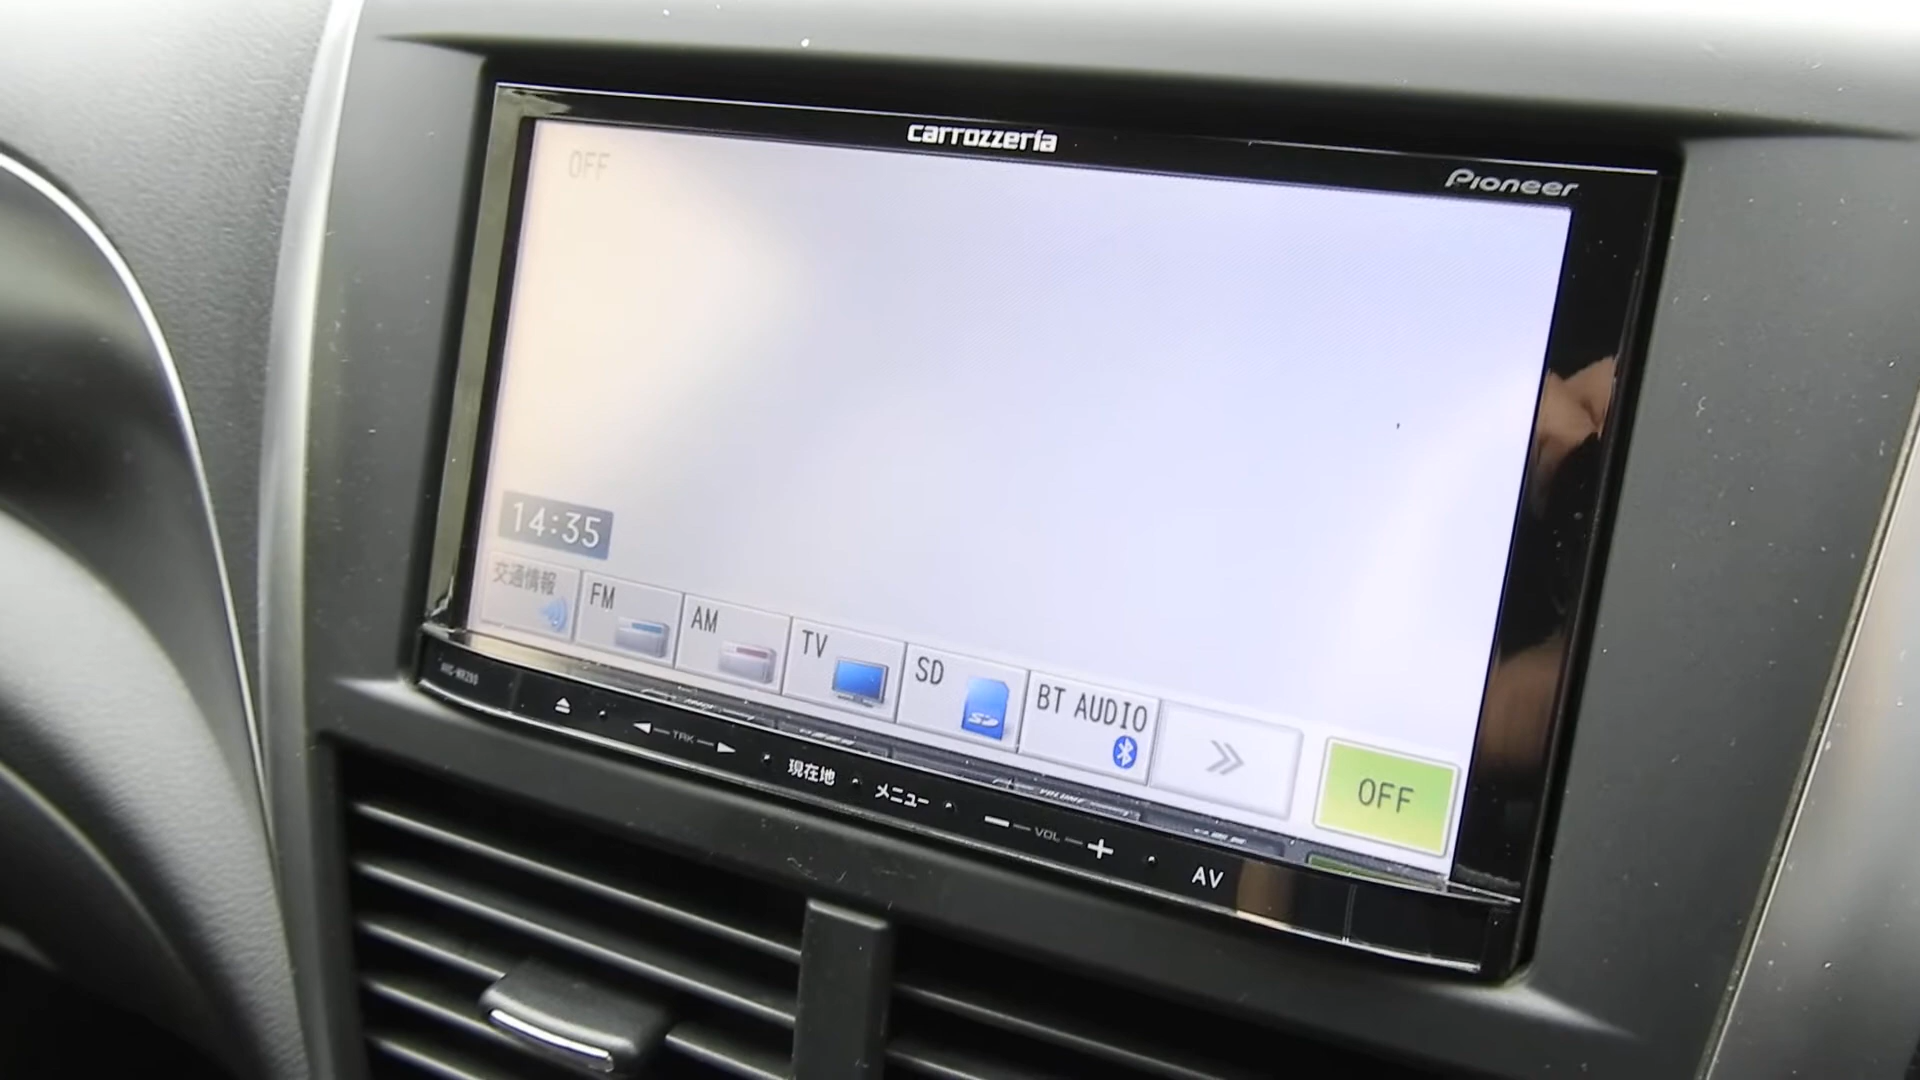 carrozzeria
Pioneer
OFF
14:35
交通情報
FM
AM
TV
SD
BT AUDIO
OFF
TRK
現在地
メニュー
VOL
AV